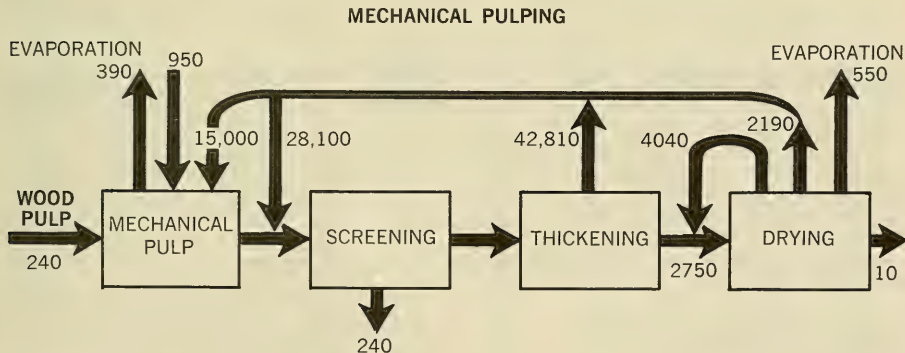 MECHANICAL PULPING
EVAPORATION
390
950
EVAPORATION
550
15,000
28,100
42,810
4040
2190
WOOD
PULP
240
MECHANICAL
PULP
SCREENING
THICKENING
2750
DRYING
10
240